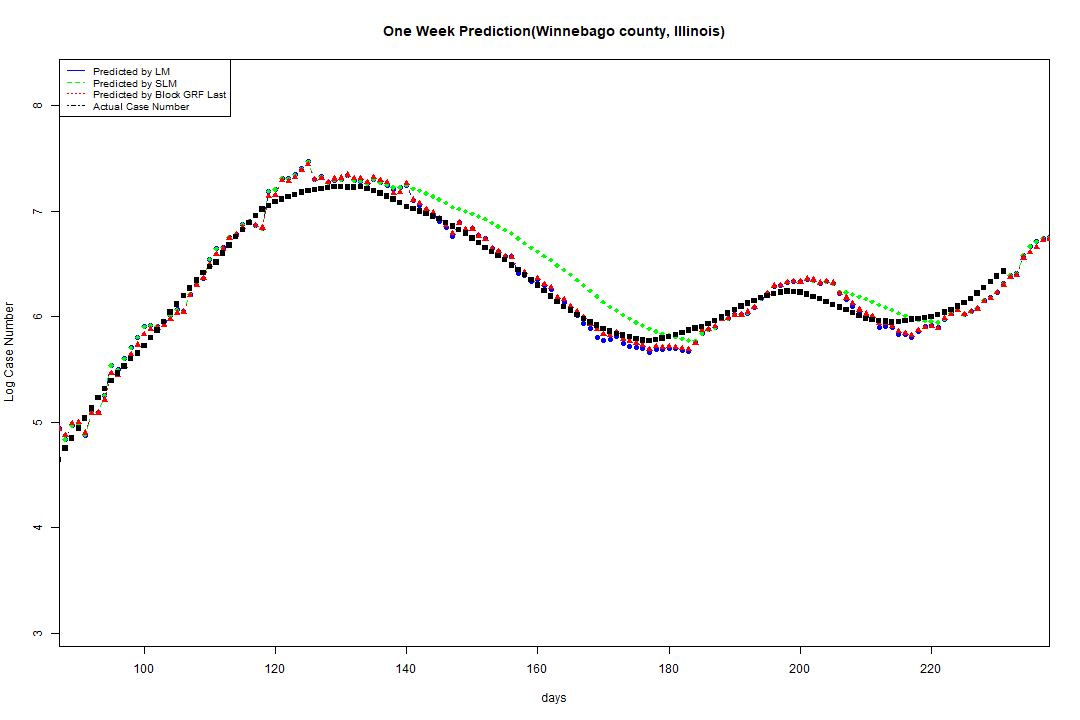 One Week Prediction(Winnebago county, Illinois)
Predicted by LM
Predicted by SLM
Predicted by Block GRF Last
Actual Case Number
8
7
6
5
4
3
Log Case Number
100 120 140 160 180 200 220
days